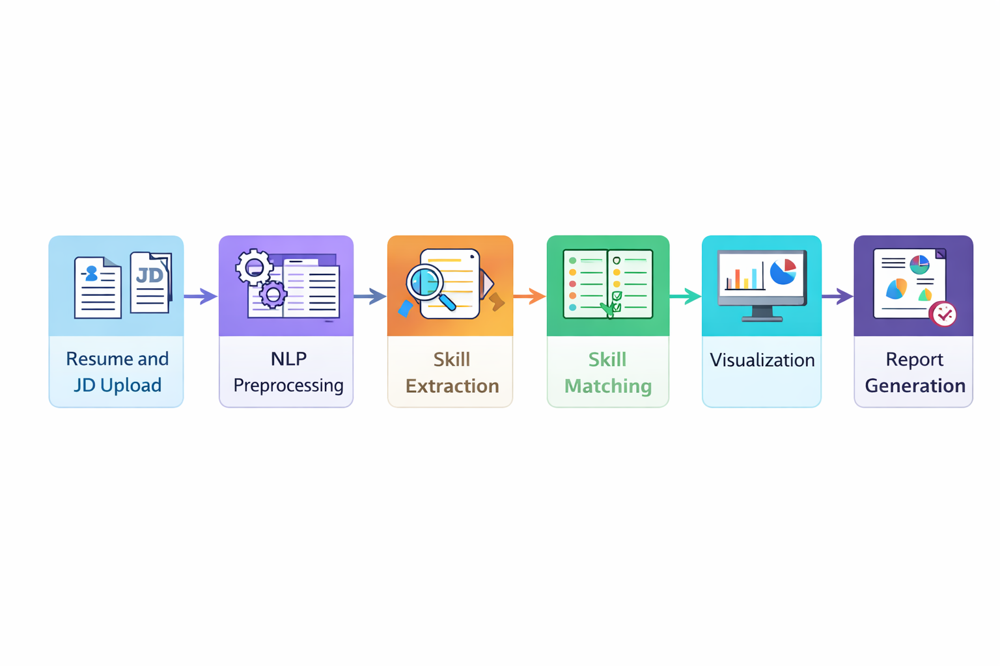 JD
Resume and
JD Upload
NLP
Preprocessing
Skill
Extraction
Skill
Matching
Visualization
Report
Generation